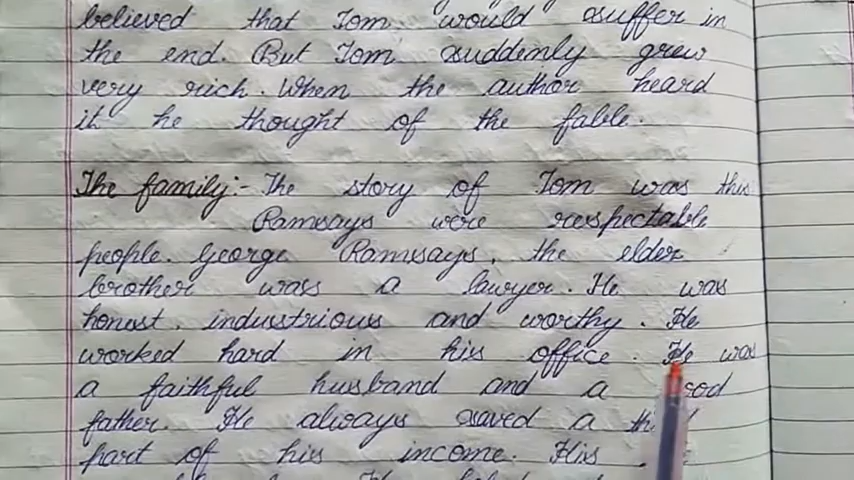 believed that Tom would suffer in
the end. But Tom suddenly grew
very rich. When the author heard
it he thought of the fable.
The family:- The story of Tom was this
Ramsays were respectable
people. George Ramsays, the elder
brother was a lawyer. He was
honest, industrious and worthy. He
worked hard in his office. He was
a faithful husband and a
father. He always saved a
part of his income. His